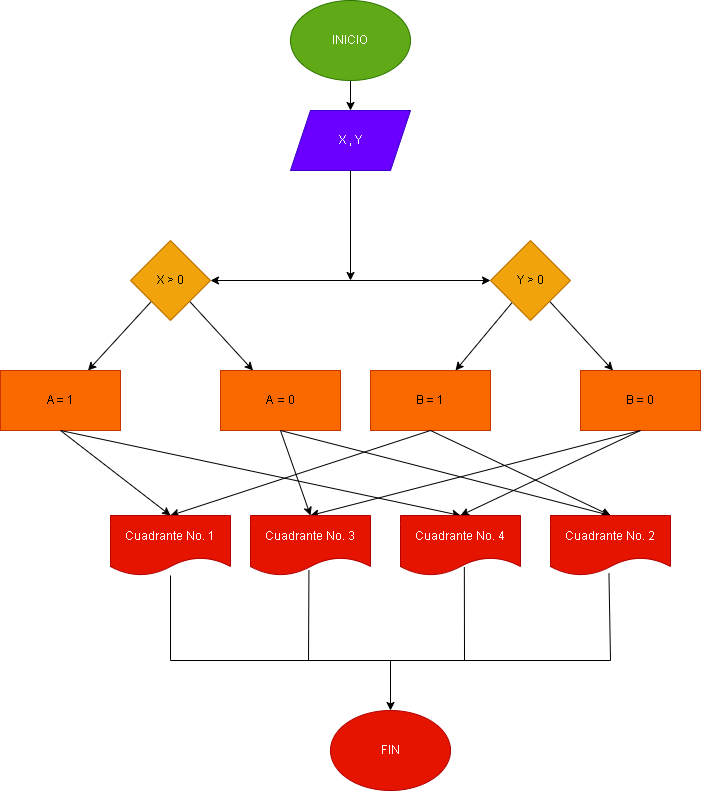 INICIO
X , Y
X > 0
Y > 0
A = 1
A = 0
B = 1
B = 0
Cuadrante No. 1
Cuadrante No. 3
Cuadrante No. 4
Cuadrante No. 2
FIN